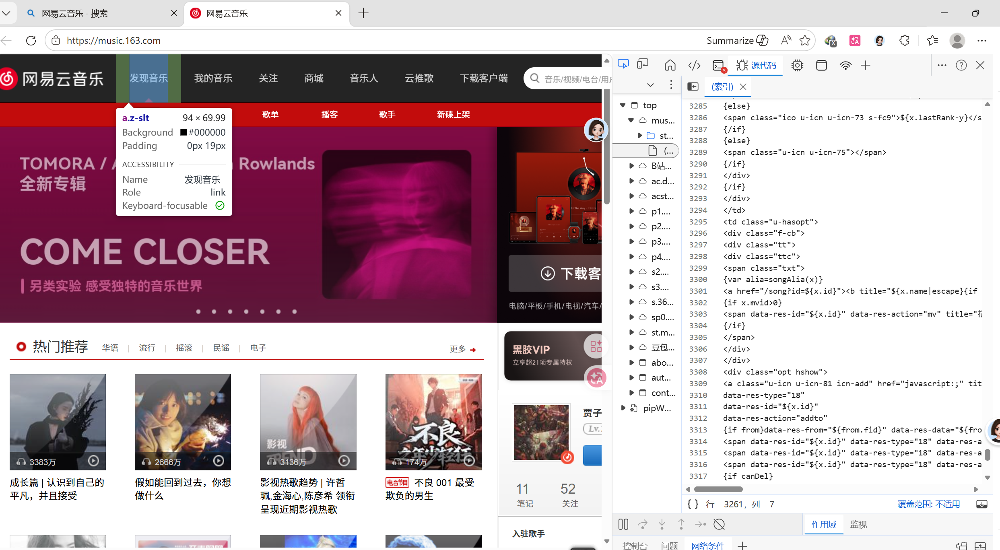 网易云音乐 - 搜索
网易云音乐
https://music.163.com
Summarize
网易云音乐
发现音乐
我的音乐
关注
商城
音乐人
云推歌
下载客户端
音乐/视频/电台/用户
歌单
播客
歌手
新碟上架
a.z-slt 94 × 69.99
Background #000000
Padding 0px 19px
ACCESSIBILITY
Name 发现音乐
Role link
Keyboard-focusable
TOMORA / A
Rowlands
全新专辑
COME CLOSER
另类实验 感受独特的音乐世界
All The Way
下载客
电脑/平板/手机/电视/汽车/
热门推荐
华语 | 流行 | 摇滚 | 民谣 | 电子
更多
黑胶VIP
立享超21项专属特权
影视
不良
3383万
2666万
3136万
174万
成长篇 | 认识到自己的
平凡，并且接受
假如能回到过去，你想
做什么
影视热歌趋势 | 许哲
珮,金海心,陈彦希 领衔
呈现近期影视热歌
电台节目 不良 001 最受
欺负的男生
贾子
Lv.
11
笔记
52
关注
入驻歌手
源代码
(索引)
top
mus...
st...
(...
B站...
ac.d...
acst...
p1....
p2....
p3....
p4....
s2....
s3....
s.36...
sp0....
st.m...
豆包...
abo...
aut...
cont...
pipW...
3285 {else}
3286 <span class="ico u-icn u-icn-73 s-fc9">${x.lastRank-y}</s
3287 {/if}
3288 {else}
3289 <span class="u-icn u-icn-75"></span>
3290 {/if}
3291 </div>
3292 {/if}
3293 </div>
3294 </td>
3295 <td class="u-hasopt">
3296 <div class="f-cb">
3297 <div class="tt">
3298 <div class="ttc">
3299 <span class="txt">
3300 {var alia=songAlia(x)}
3301 <a href="/song?id=${x.id}"><b title="${x.name|escape}{if
3302 {if x.mvid>0}
3303 <span data-res-id="${x.id}" data-res-action="mv" title="播
3304 {/if}
3305 </span>
3306 </div>
3307 </div>
3308 <div class="opt hshow">
3309 <a class="u-icn u-icn-81 icn-add" href="javascript:;" tit
3310 data-res-type="18"
3311 data-res-id="${x.id}"
3312 data-res-action="addto"
3313 {if from}data-res-from="${from.fid}" data-res-data="${fro
3314 <span data-res-id="${x.id}" data-res-type="18" data-res-a
3315 <span data-res-id="${x.id}" data-res-type="18" data-res-a
3316 <span data-res-id="${x.id}" data-res-type="18" data-res-a
3317 {if canDel}
{ } 行 3261, 列 7
覆盖范围: 不适用
作用域
监视
控制台
问题
网络条件